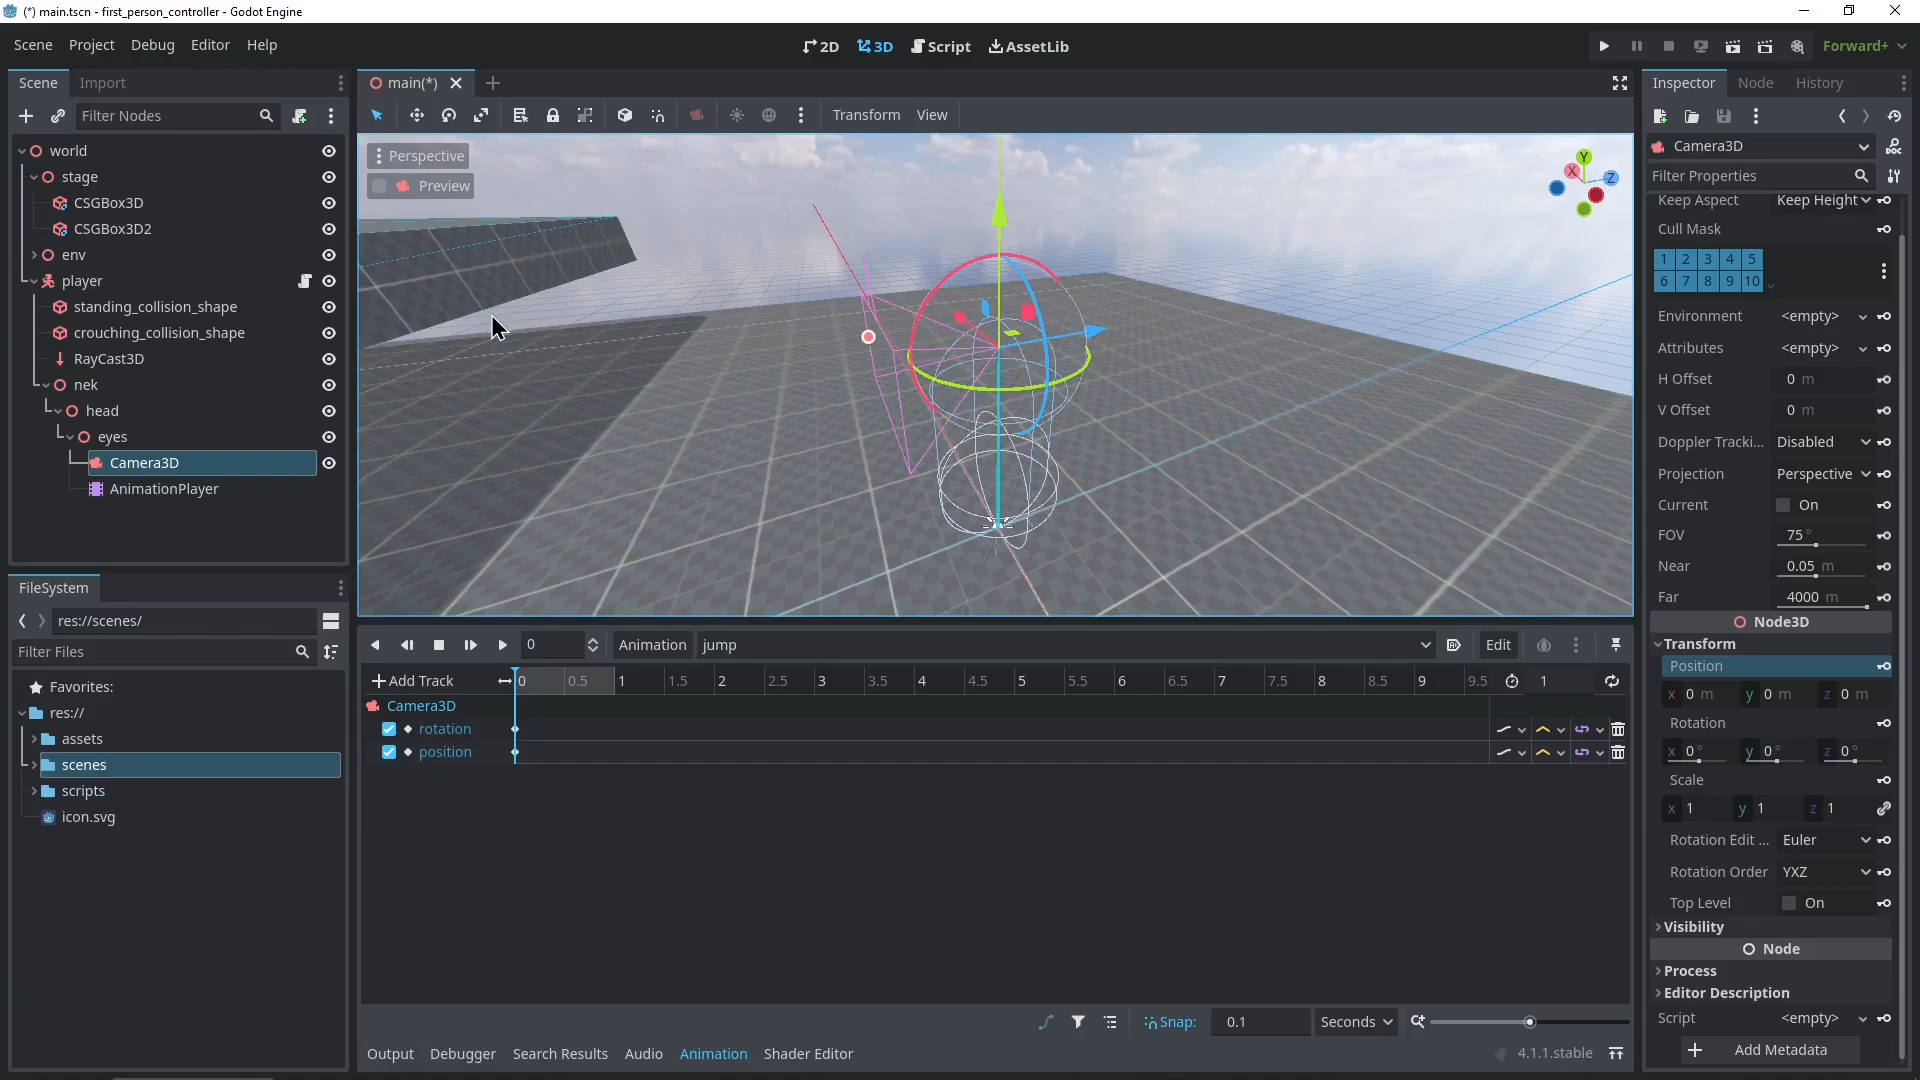 (*) main.tscn - first_person_controller - Godot Engine
Scene Project Debug Editor Help
2D 3D Script AssetLib
Forward+
Scene Import
Filter Nodes
world
stage
CSGBox3D
CSGBox3D2
env
player
standing_collision_shape
crouching_collision_shape
RayCast3D
nek
head
eyes
Camera3D
AnimationPlayer
FileSystem
res://scenes/
Filter Files
Favorites:
res://
assets
scenes
scripts
icon.svg
main(*)
Transform View
Perspective
Preview
Y
X
Z
0 Animation jump Edit
Add Track 0 0.5 1 1.5 2 2.5 3 3.5 4 4.5 5 5.5 6 6.5 7 7.5 8 8.5 9 9.5 1
Camera3D
rotation
position
Snap: 0.1 Seconds
Output Debugger Search Results Audio Animation Shader Editor 4.1.1.stable
Inspector Node History
Camera3D
DOC
Filter Properties
Keep Aspect Keep Height
Cull Mask
1 2 3 4 5
6 7 8 9 10
Environment <empty>
Attributes <empty>
H Offset 0 m
V Offset 0 m
Doppler Tracki... Disabled
Projection Perspective
Current On
FOV 75 °
Near 0.05 m
Far 4000 m
Node3D
Transform
Position
x 0 m y 0 m z 0 m
Rotation
x 0 ° y 0 ° z 0 °
Scale
x 1 y 1 z 1
Rotation Edit ... Euler
Rotation Order YXZ
Top Level On
Visibility
Node
Process
Editor Description
Script <empty>
Add Metadata